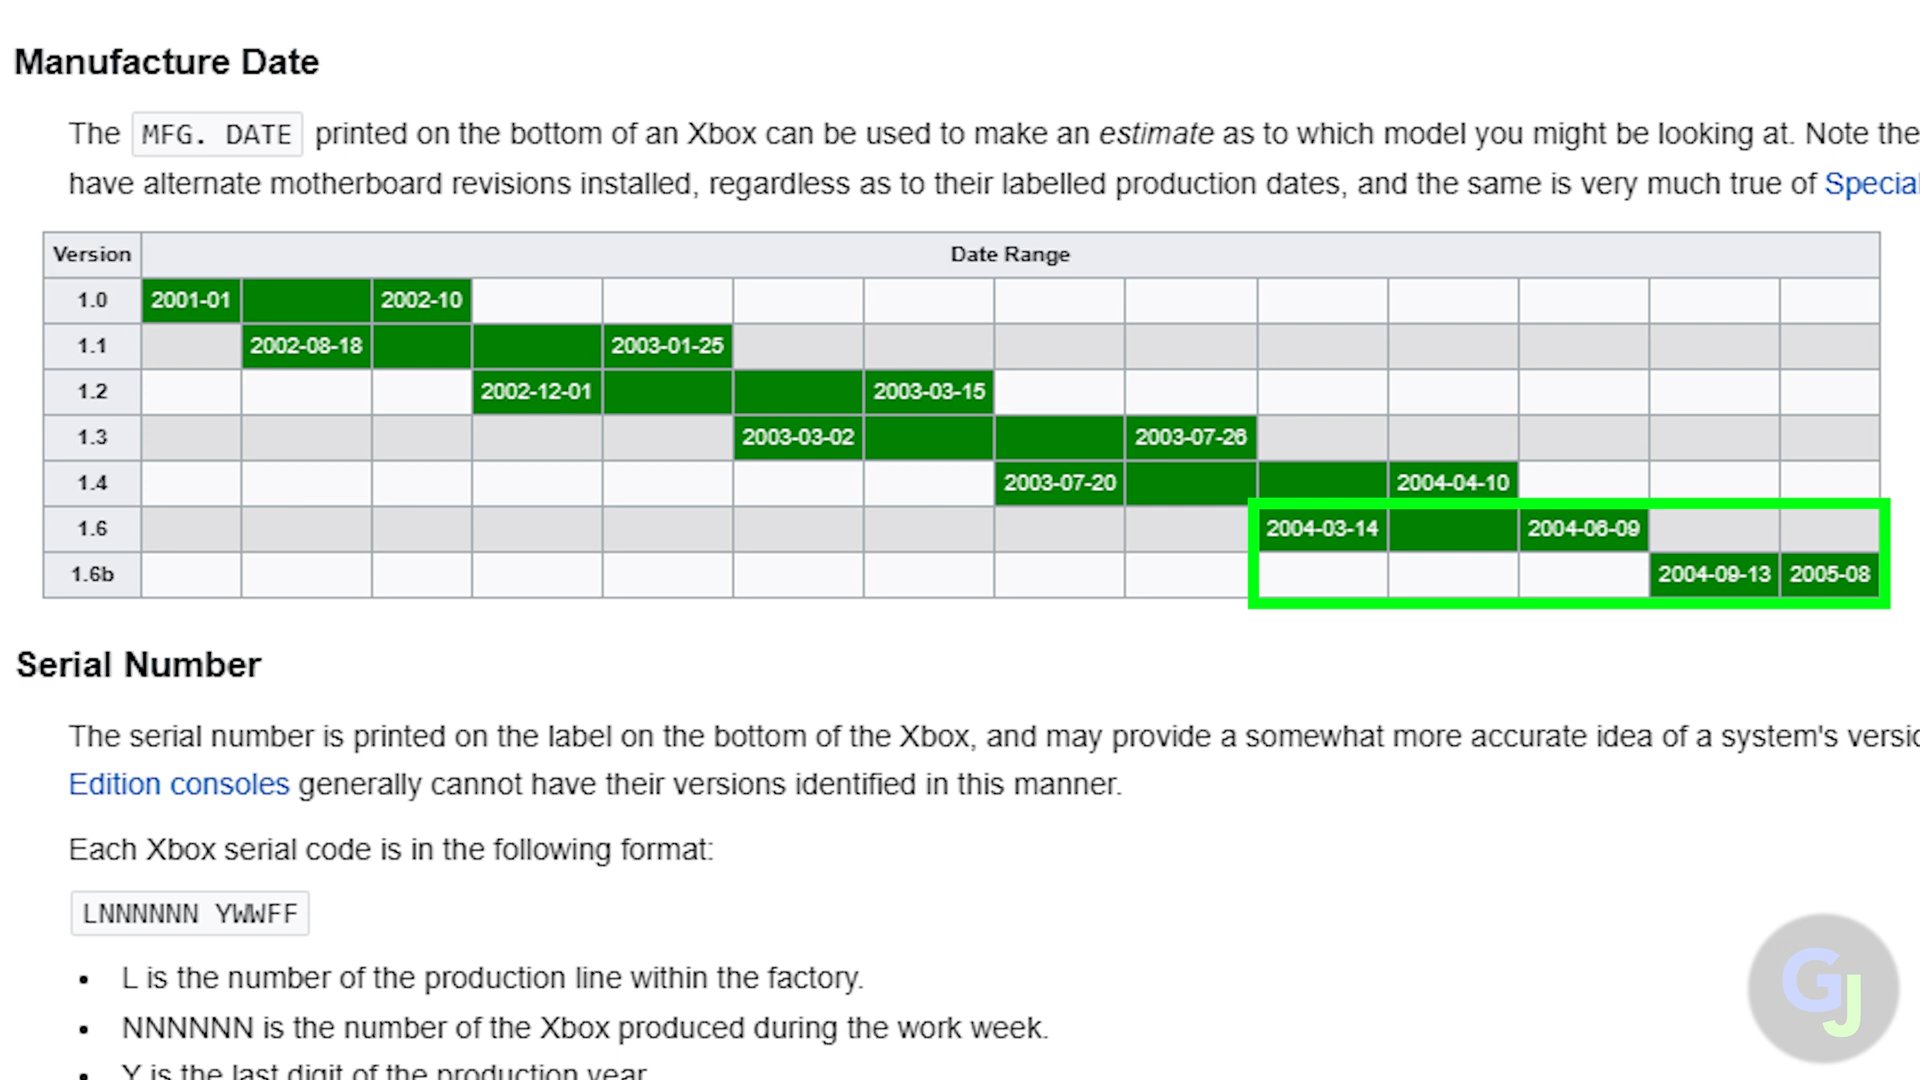 Manufacture Date
The MFG. DATE printed on the bottom of an Xbox can be used to make an estimate as to which model you might be looking at. Note the
have alternate motherboard revisions installed, regardless as to their labelled production dates, and the same is very much true of Special
Version Date Range
1.0 2001-01 2002-10
1.1 2002-08-18 2003-01-25
1.2 2002-12-01 2003-03-15
1.3 2003-03-02 2003-07-26
1.4 2003-07-20 2004-04-10
1.6 2004-03-14 2004-06-09
1.6b 2004-09-13 2005-08
Serial Number
The serial number is printed on the label on the bottom of the Xbox, and may provide a somewhat more accurate idea of a system's versio
Edition consoles generally cannot have their versions identified in this manner.
Each Xbox serial code is in the following format:
LNNNNNN YWWFF
• L is the number of the production line within the factory.
• NNNNNN is the number of the Xbox produced during the work week.
• Y is the last digit of the production year
GJ